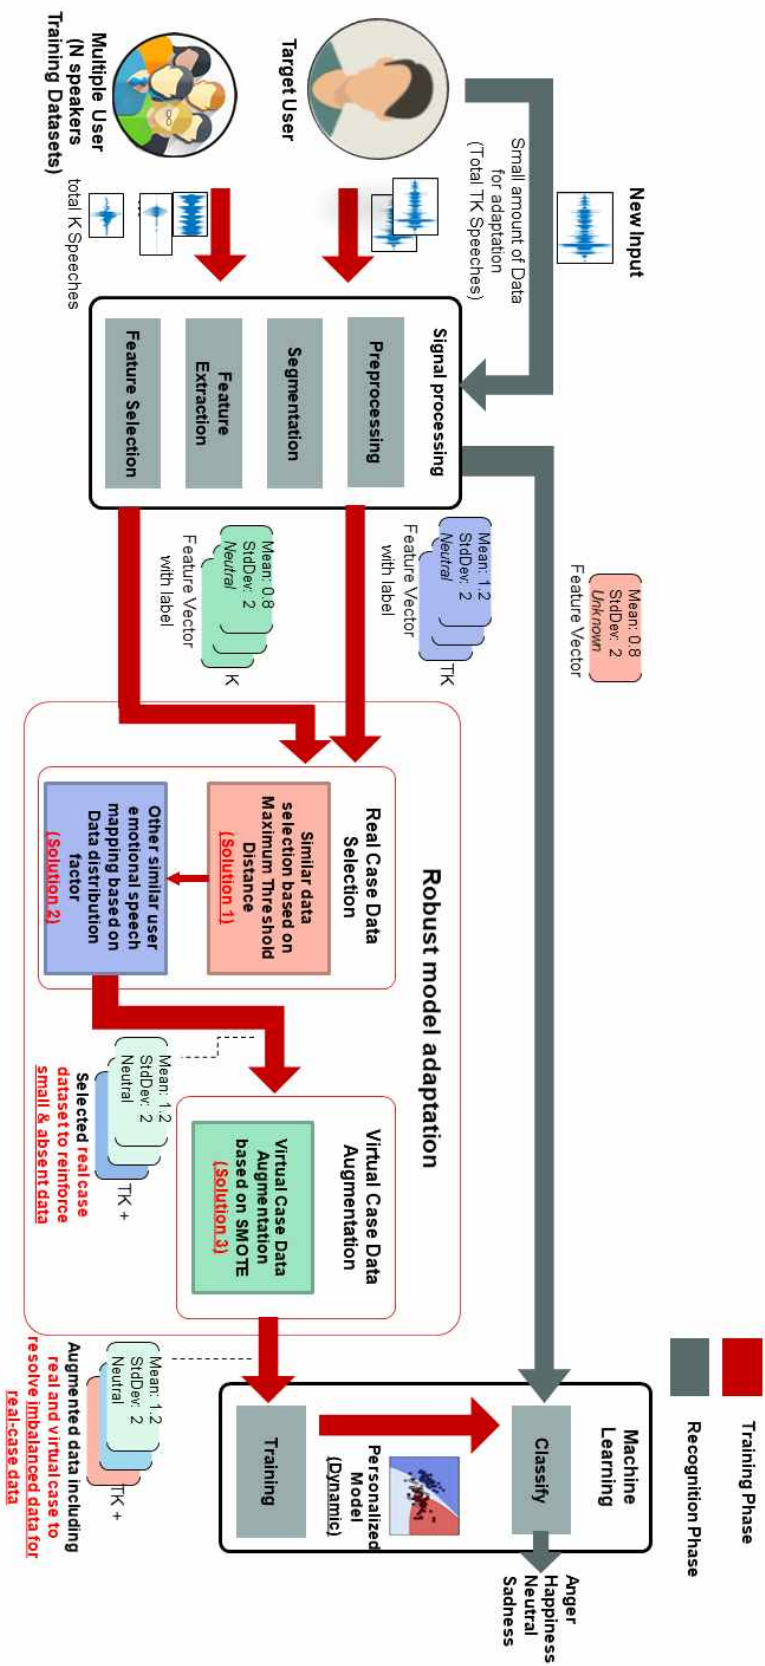 Training Phase
Recognition Phase
New Input
Small amount of Data
for adaptation
(Total TK Speeches)
Target User
Multiple User
(N speakers
Training Datasets)
total K Speeches
Signal processing
Preprocessing
Segmentation
Feature
Extraction
Feature Selection
Mean: 0.8
StdDev: 2
Unknown
Feature Vector
Mean: 1.2
StdDev: 2
Neutral
TK
Feature Vector
with label
Mean: 0.8
StdDev: 2
Neutral
K
Feature Vector
with label
Robust model adaptation
Real Case Data
Selection
Similar data
selection based on
Maximum Threshold
Distance
(Solution 1)
Other similar user
emotional speech
mapping based on
Data distribution
factor
(Solution 2)
Mean: 1.2
StdDev: 2
Neutral
TK +
Selected real case
dataset to reinforce
small & absent data
Virtual Case Data
Augmentation
Virtual Case Data
Augmentation
based on SMOTE
(Solution 3)
Mean: 1.2
StdDev: 2
Neutral
TK +
Augmented data including
real and virtual case to
resolve imbalanced data for
real-case data
Machine
Learning
Classify
Personalized
Model
(Dynamic)
Training
Anger
Happiness
Neutral
Sadness